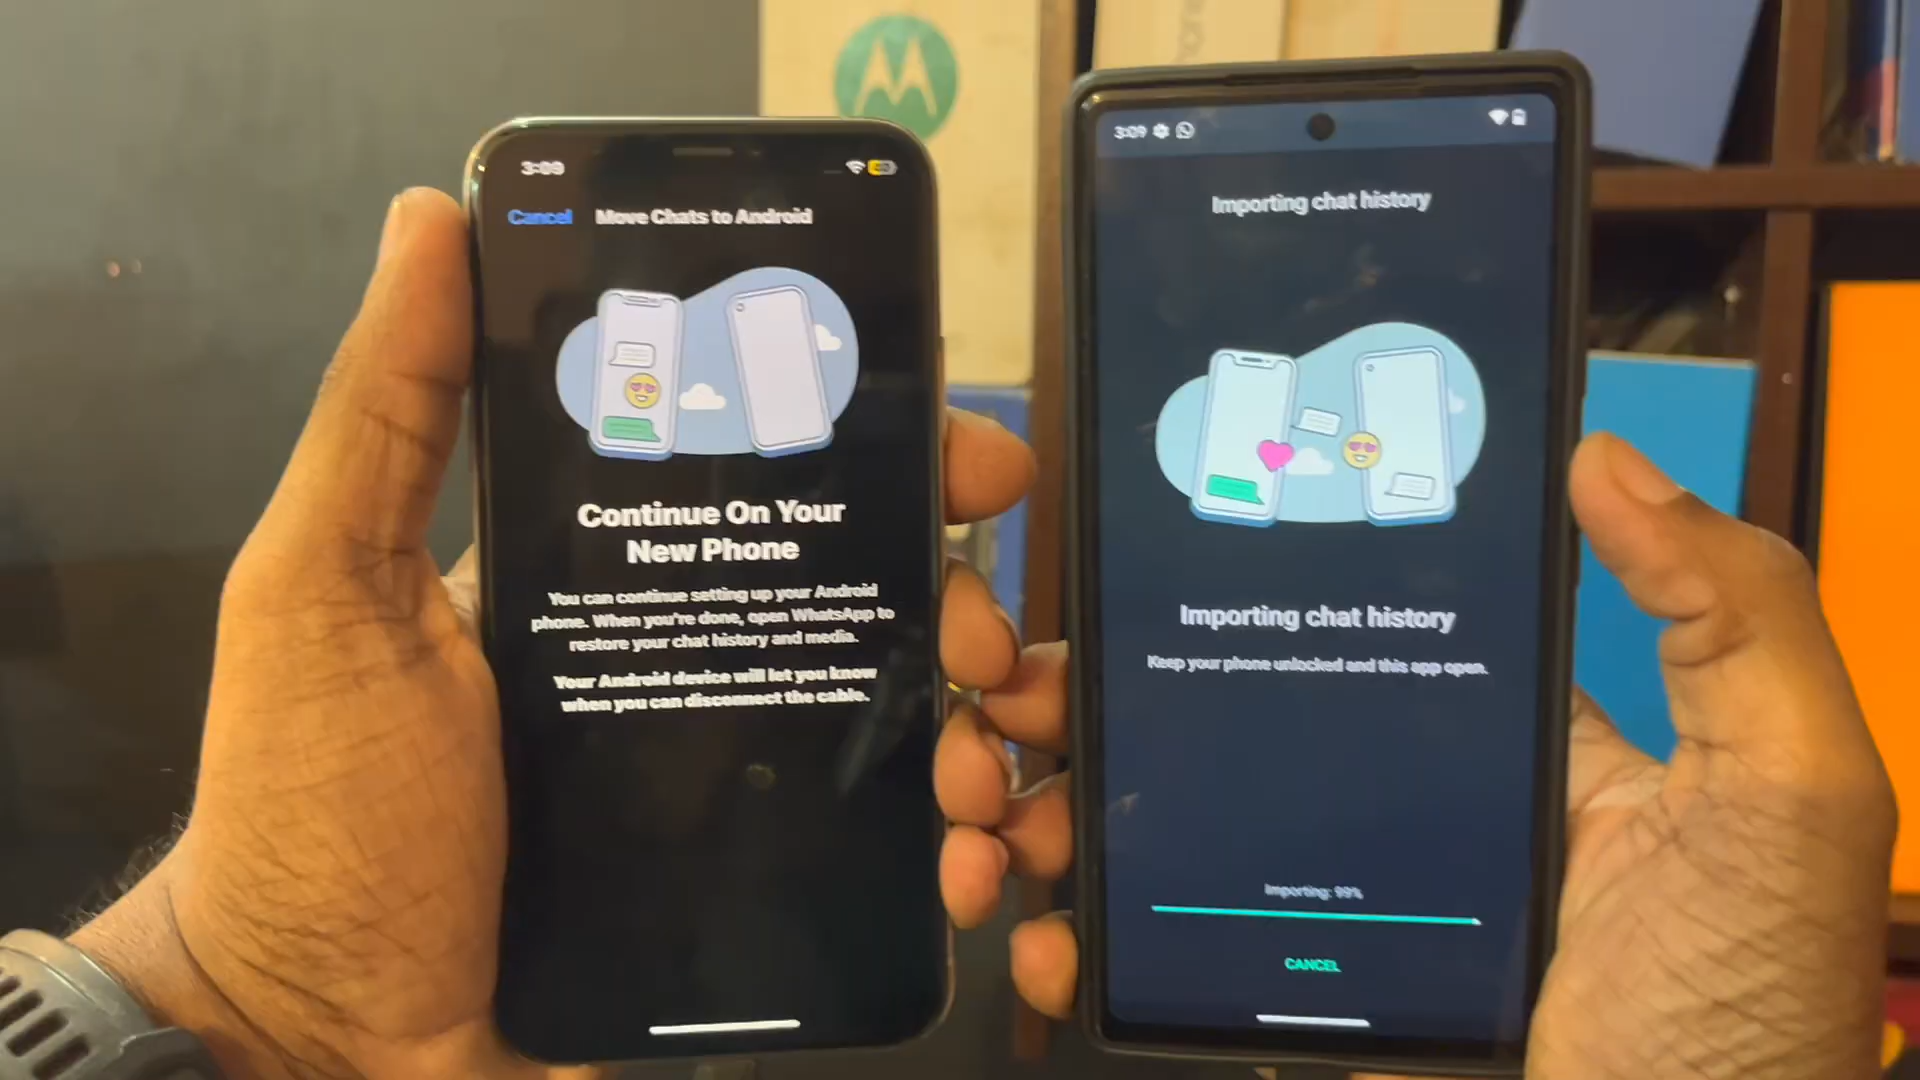 3:09
Cancel Move Chats to Android
Continue On Your
New Phone
You can continue setting up your Android
phone. When you're done, open WhatsApp to
restore your chat history and media.
Your Android device will let you know
when you can disconnect the cable.
3:09
Importing chat history
Importing chat history
Keep your phone unlocked and this app open.
Importing: 99%
CANCEL